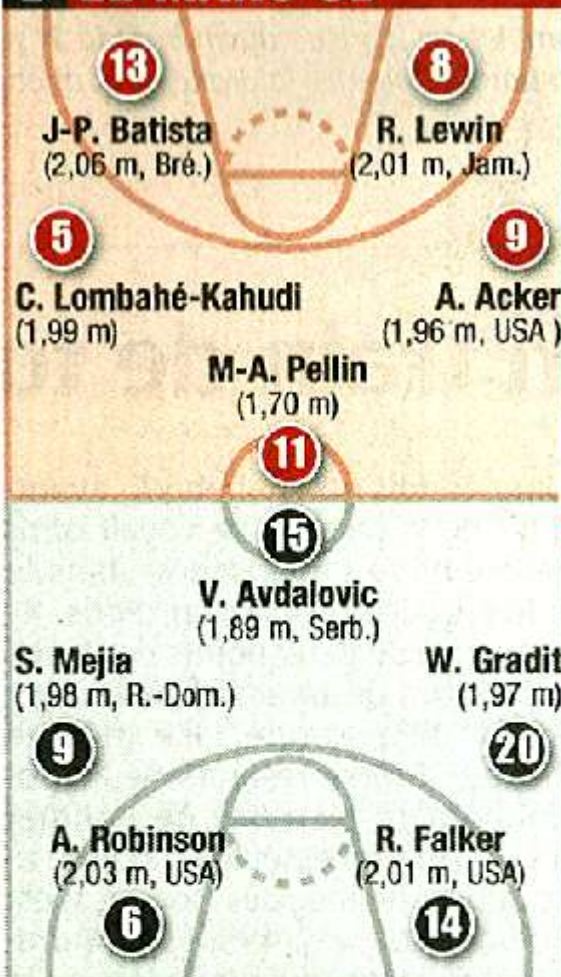 13 8
J-P. Batista R. Lewin
(2,06 m, Bré.) (2,01 m, Jam.)
5 9
C. Lombahé-Kahudi A. Acker
(1,99 m) (1,96 m, USA )
M-A. Pellin
(1,70 m)
11
15
V. Avdalovic
(1,89 m, Serb.)
S. Mejia W. Gradit
(1,98 m, R.-Dom.) (1,97 m)
9 20
A. Robinson R. Falker
(2,03 m, USA) (2,01 m, USA)
6 14